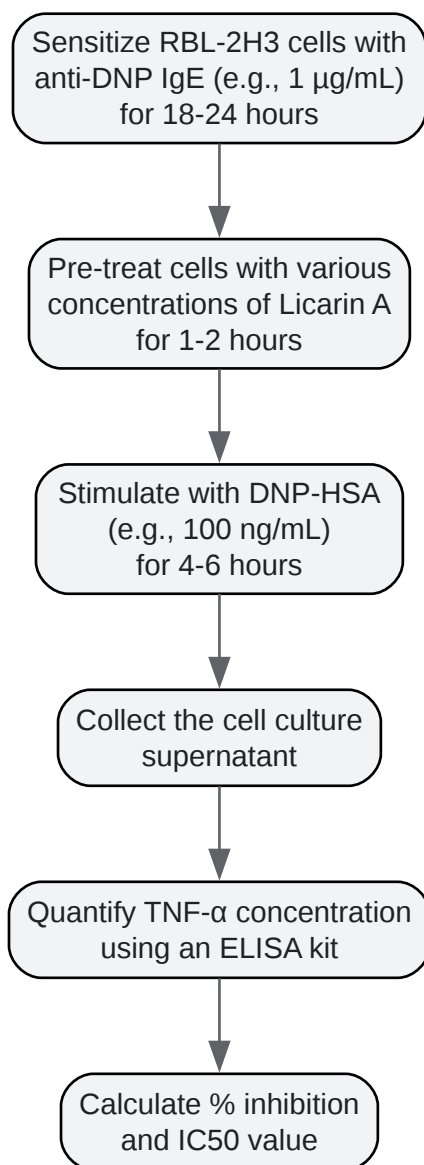 Sensitize RBL-2H3 cells with
anti-DNP IgE (e.g., 1 µg/mL)
for 18-24 hours
Pre-treat cells with various
concentrations of Licarin A
for 1-2 hours
Stimulate with DNP-HSA
(e.g., 100 ng/mL)
for 4-6 hours
Collect the cell culture
supernatant
Quantify TNF-α concentration
using an ELISA kit
Calculate % inhibition
and IC50 value